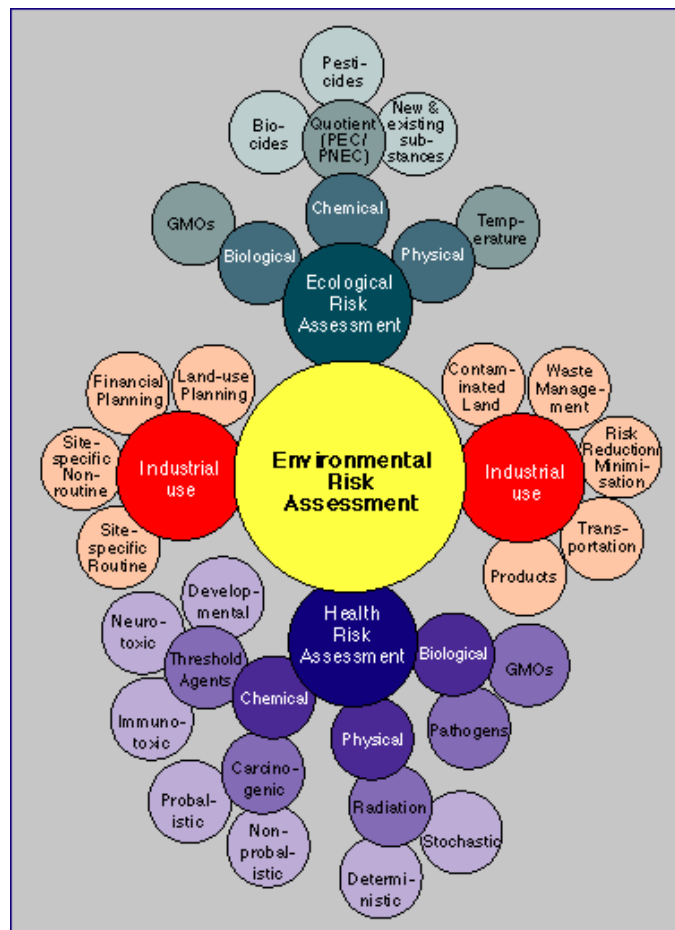 Pesti-
cides
Bio-
cides
Quotient
(PEC/
PNEC)
New &
existing
sub-
stances
Chemical
GMOs
Biological
Physical
Temp-
erature
Ecological
Risk
Assessment
Financial
Planning
Land-use
Planning
Site-
specific
Non-
routine
Site-
specific
Routine
Industrial
use
Environmental
Risk
Assessment
Contam-
inated
Land
Waste
Manage-
ment
Risk
Reduction/
Minimi-
sation
Industrial
use
Trans-
portation
Products
Health
Risk
Assessment
Develop-
mental
Neuro-
toxic
Threshold
Agents
Immuno-
toxic
Chemical
Carcino-
genic
Probal-
istic
Non-
probal-
istic
Physical
Radiation
Stochastic
Determi-
nistic
Biological
GMOs
Pathogens